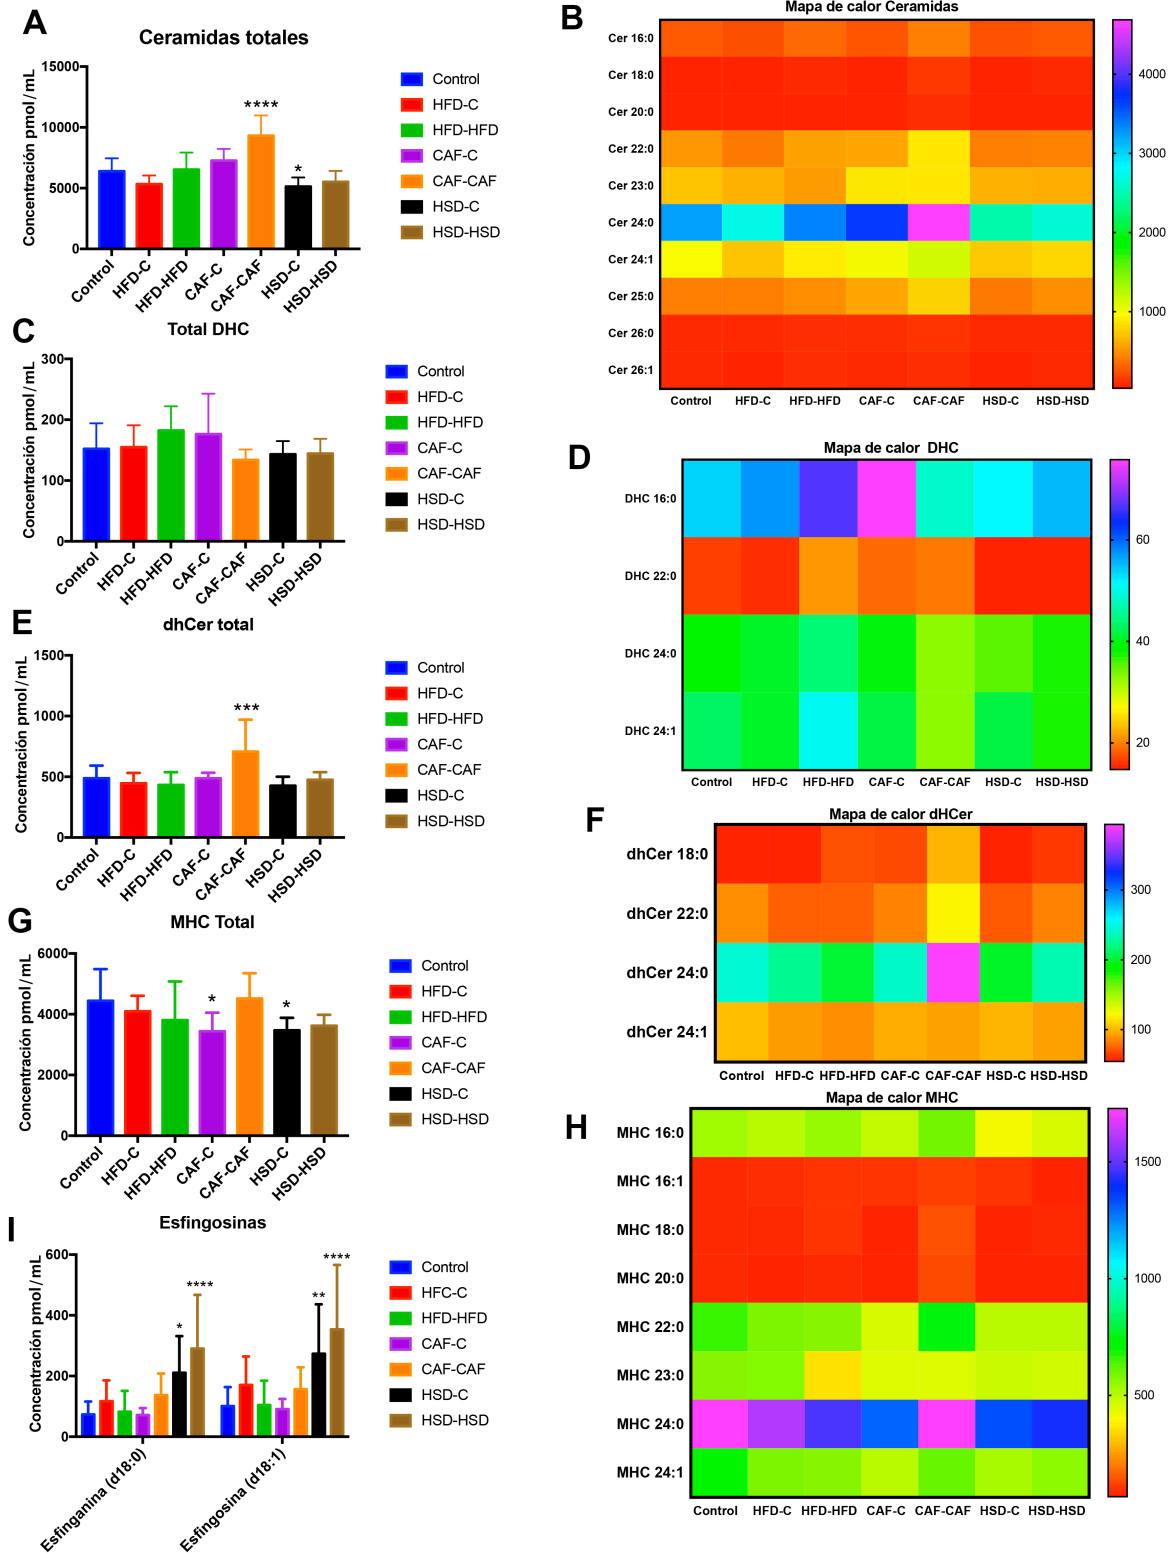 A
Ceramidas totales
Concentración pmol/mL
15000
10000
5000
0
****
*
Control
HFD-C
HFD-HFD
CAF-C
CAF-CAF
HSD-C
HSD-HSD
Control
HFD-C
HFD-HFD
CAF-C
CAF-CAF
HSD-C
HSD-HSD
B
Mapa de calor Ceramidas
Cer 16:0
Cer 18:0
Cer 20:0
Cer 22:0
Cer 23:0
Cer 24:0
Cer 24:1
Cer 25:0
Cer 26:0
Cer 26:1
Control HFD-C HFD-HFD CAF-C CAF-CAF HSD-C HSD-HSD
4000
3000
2000
1000
C
Total DHC
Concentración pmol/mL
300
200
100
0
Control
HFD-C
HFD-HFD
CAF-C
CAF-CAF
HSD-C
HSD-HSD
Control
HFD-C
HFD-HFD
CAF-C
CAF-CAF
HSD-C
HSD-HSD
D
Mapa de calor DHC
DHC 16:0
DHC 22:0
DHC 24:0
DHC 24:1
Control HFD-C HFD-HFD CAF-C CAF-CAF HSD-C HSD-HSD
60
40
20
E
dhCer total
Concentración pmol/mL
1500
1000
500
0
***
Control
HFD-C
HFD-HFD
CAF-C
CAF-CAF
HSD-C
HSD-HSD
Control
HFD-C
HFD-HFD
CAF-C
CAF-CAF
HSD-C
HSD-HSD
F
Mapa de calor dHCer
dhCer 18:0
dhCer 22:0
dhCer 24:0
dhCer 24:1
Control HFD-C HFD-HFD CAF-C CAF-CAF HSD-C HSD-HSD
300
200
100
G
MHC Total
Concentración pmol/mL
6000
4000
2000
0
*
*
Control
HFD-C
HFD-HFD
CAF-C
CAF-CAF
HSD-C
HSD-HSD
Control
HFD-C
HFD-HFD
CAF-C
CAF-CAF
HSD-C
HSD-HSD
H
Mapa de calor MHC
MHC 16:0
MHC 16:1
MHC 18:0
MHC 20:0
MHC 22:0
MHC 23:0
MHC 24:0
MHC 24:1
Control HFD-C HFD-HFD CAF-C CAF-CAF HSD-C HSD-HSD
1500
1000
500
I
Esfingosinas
Concentración pmol/mL
600
400
200
0
*
****
**
****
Esfinganina (d18:0)
Esfingosina (d18:1)
Control
HFC-C
HFD-HFD
CAF-C
CAF-CAF
HSD-C
HSD-HSD